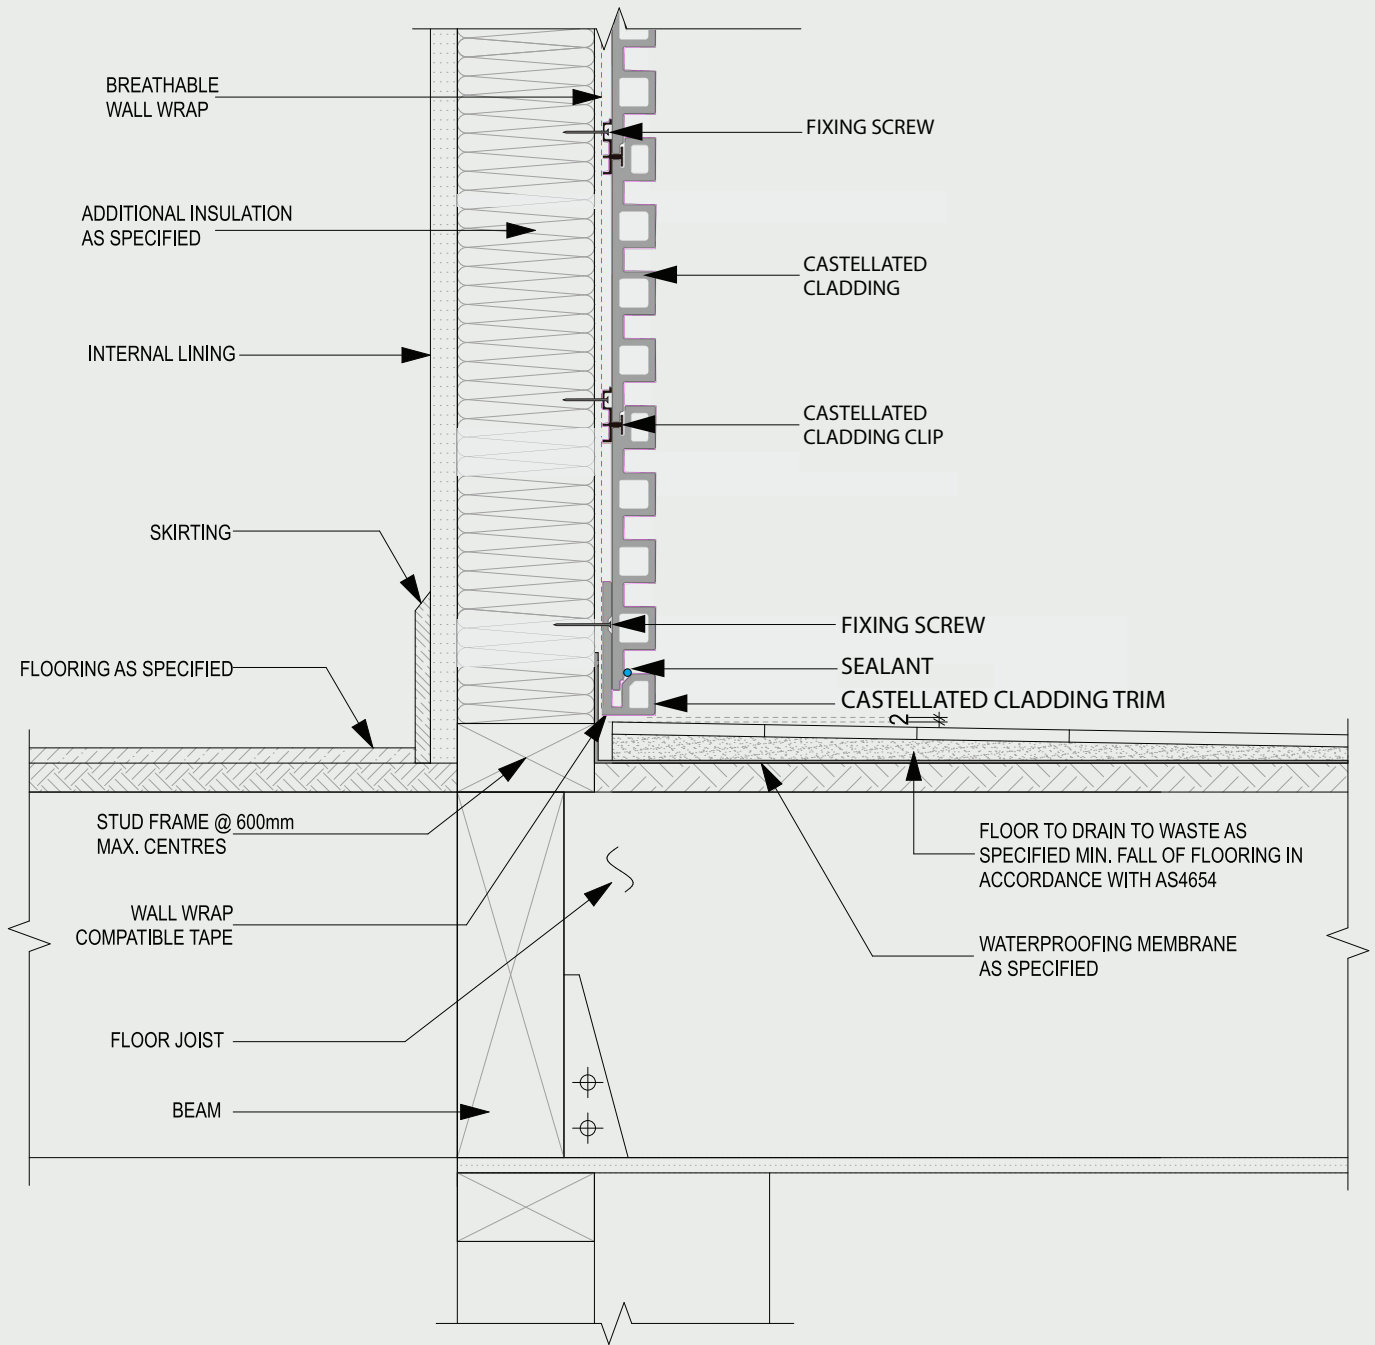 BREATHABLE
WALL WRAP
FIXING SCREW
ADDITIONAL INSULATION
AS SPECIFIED
CASTELLATED
CLADDING
INTERNAL LINING
CASTELLATED
CLADDING CLIP
SKIRTING
FIXING SCREW
FLOORING AS SPECIFIED
SEALANT
CASTELLATED CLADDING TRIM
2
STUD FRAME @ 600mm
MAX. CENTRES
FLOOR TO DRAIN TO WASTE AS
SPECIFIED MIN. FALL OF FLOORING IN
ACCORDANCE WITH AS4654
WALL WRAP
COMPATIBLE TAPE
WATERPROOFING MEMBRANE
AS SPECIFIED
FLOOR JOIST
BEAM